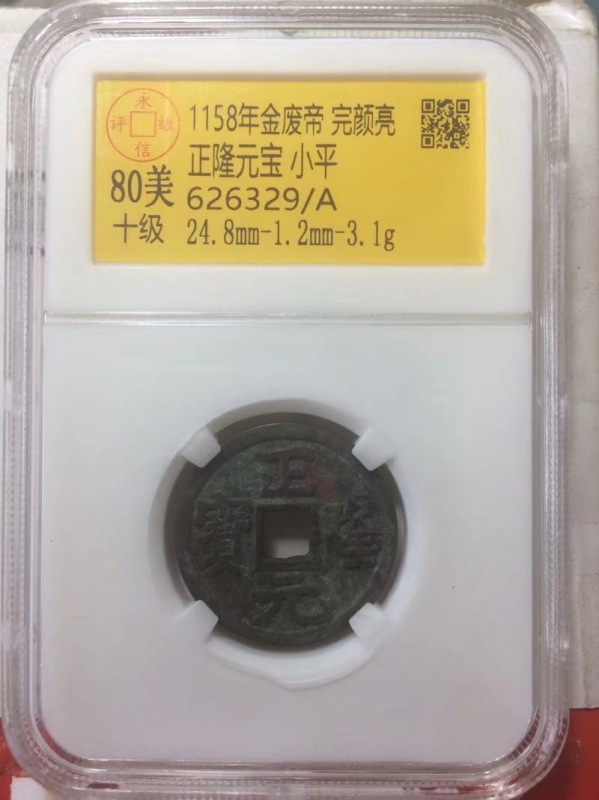 永信评级
1158年金废帝 完颜亮
正隆元宝 小平
80美 626329/A
十级 24.8mm-1.2mm-3.1g
正隆元寶